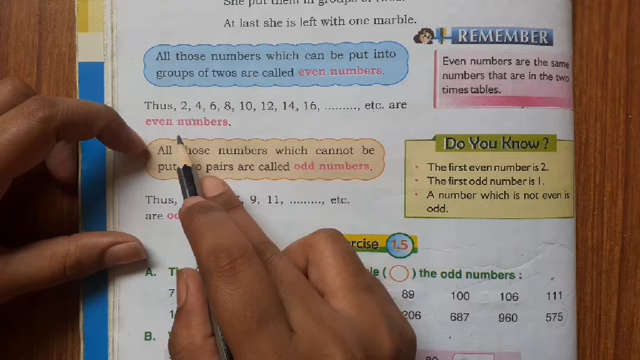 She put them in groups of
At last she is left with one marble.
All those numbers which can be put into
groups of twos are called even numbers.
Thus, 2, 4, 6, 8, 10, 12, 14, 16, ........., etc. are
even numbers.
All those numbers which cannot be
put pairs are called odd numbers.
Thus, 9, 11, ........., etc.
are
REMEMBER
Even numbers are the same
numbers that are in the two
times tables.
Do You Know ?
• The first even number is 2.
• The first odd number is 1.
• A number which is not even is
odd.
1.5
A. ( ) the odd numbers :
7 89 100 106 111
206 687 960 575
B.